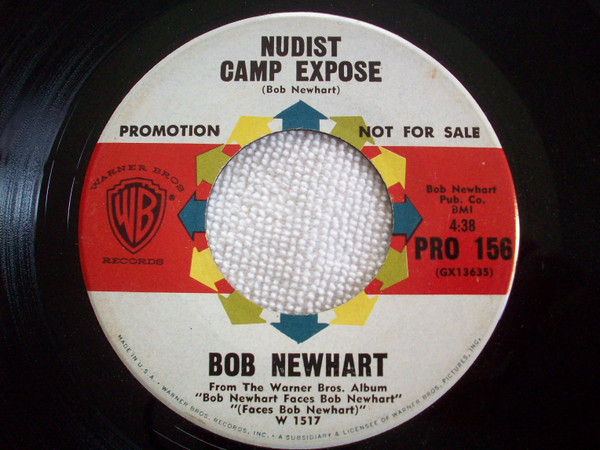 NUDIST
CAMP EXPOSE
(Bob Newhart)
PROMOTION
NOT FOR SALE
WARNER BROS.
WB
®
RECORDS
Bob Newhart
Pub. Co.
BMI
4:38
PRO 156
(GX13635)
BOB NEWHART
From The Warner Bros. Album
"Bob Newhart Faces Bob Newhart"
"(Faces Bob Newhart)"
W 1517
MADE IN U.S.A. • WARNER BROS. RECORDS, INC. • A SUBSIDIARY & LICENSEE OF WARNER BROS. PICTURES, INC.